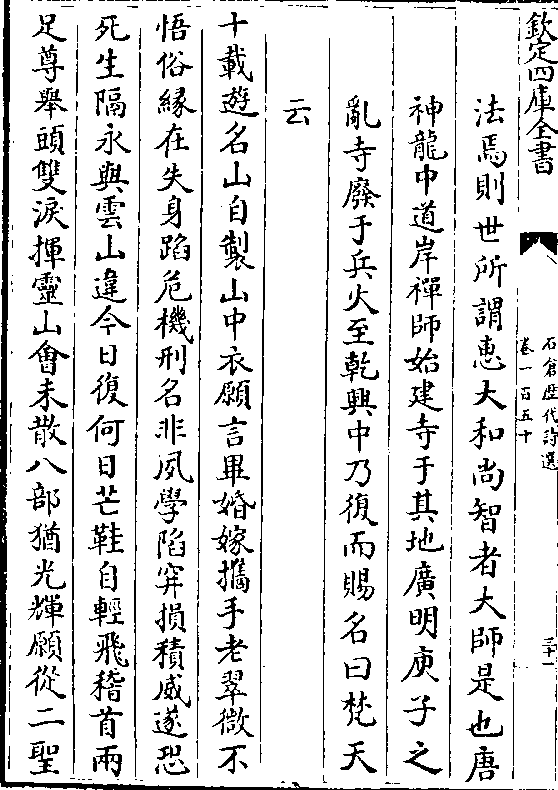 欽定四庫全書
石倉歴代詩選
卷一百五十
三十一
法焉則世所謂惠大和尚智者大師是也唐
神龍中道岸禪師始建寺于其地廣明庚子之
亂寺廢于兵火至乾興中乃復而賜名曰梵天
云
十載遊名山自製山中衣願言畢婚嫁攜手老翠微不
悟俗縁在失身蹈危機刑名非夙學陷穽損積威遂恐
死生隔永與雲山違今日復何日芒鞋自輕飛稽首兩
足尊舉頭雙淚揮靈山會未散八部猶光輝願從二聖